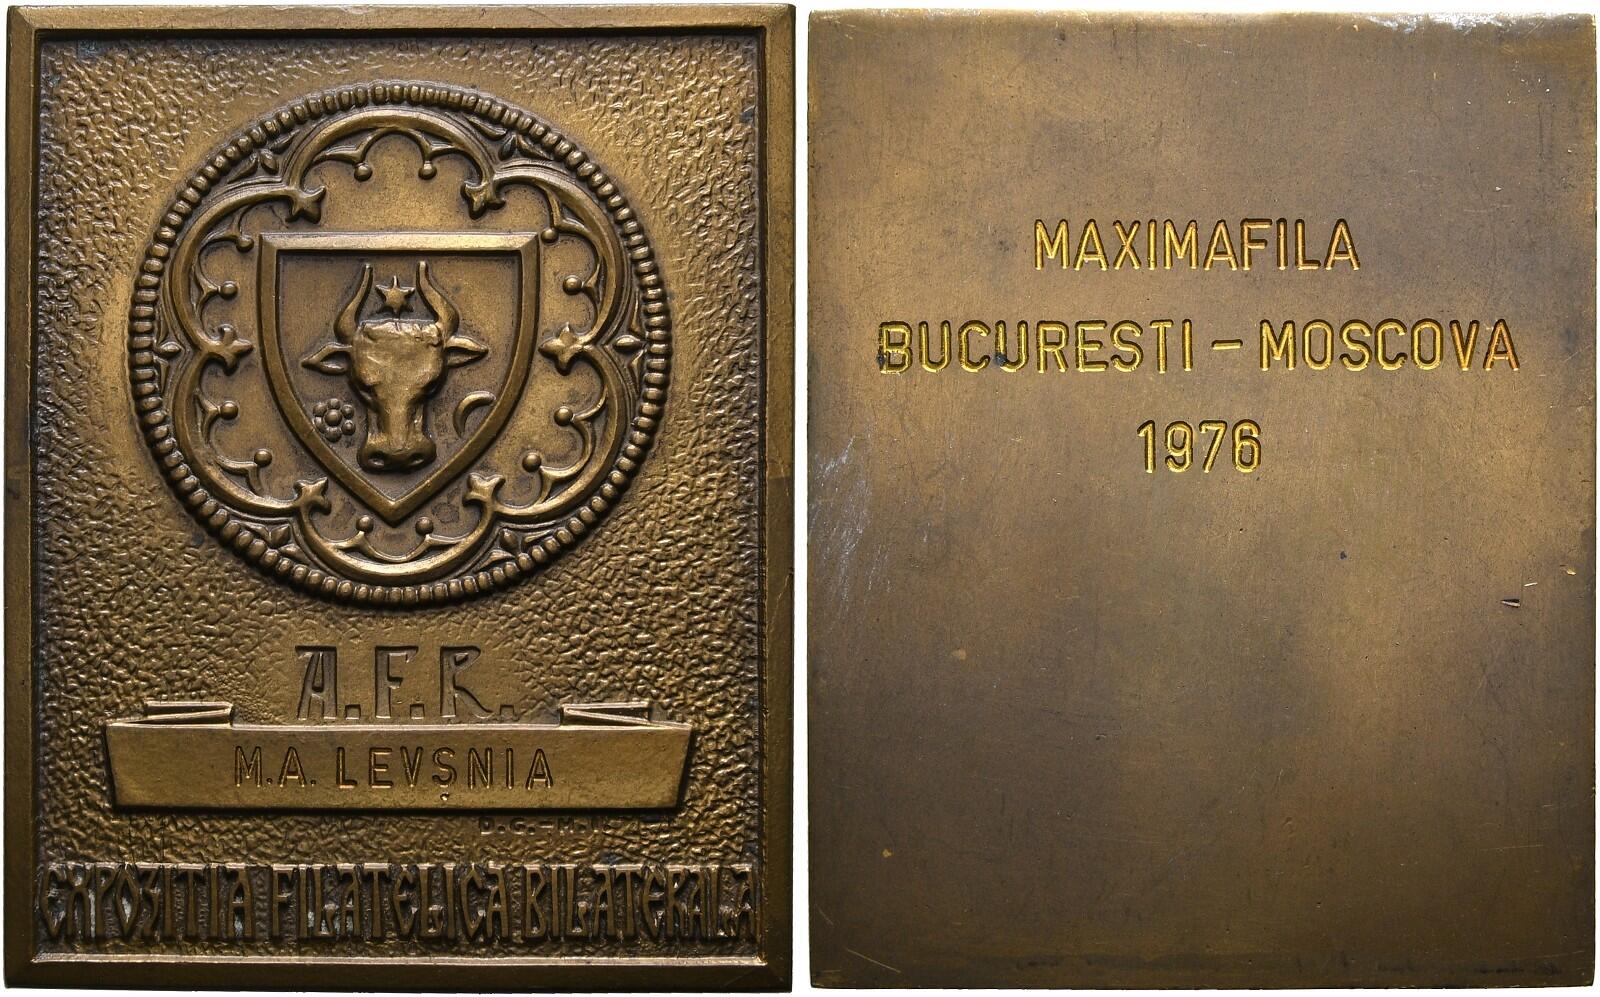 A.F.R.
M.A. LEVȘNIA
EXPOZITIA FILATELICA BILATERALA
MAXIMAFILA
BUCURESTI - MOSCOVA
1976